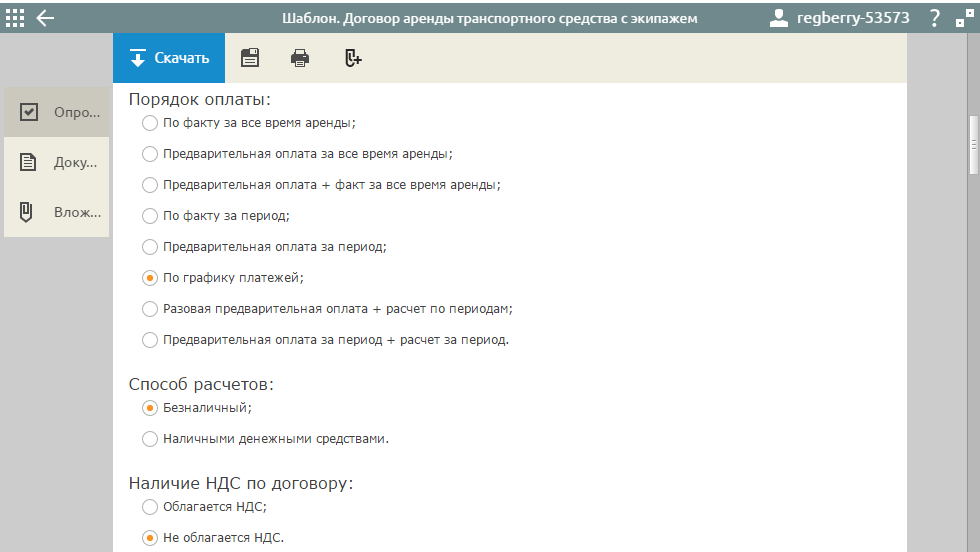 Шаблон. Договор аренды транспортного средства с экипажем
regberry-53573
?
Скачать
Опро...
Доку...
Влож...
Порядок оплаты:
По факту за все время аренды;
Предварительная оплата за все время аренды;
Предварительная оплата + факт за все время аренды;
По факту за период;
Предварительная оплата за период;
По графику платежей;
Разовая предварительная оплата + расчет по периодам;
Предварительная оплата за период + расчет за период.
Способ расчетов:
Безналичный;
Наличными денежными средствами.
Наличие НДС по договору:
Облагается НДС;
Не облагается НДС.